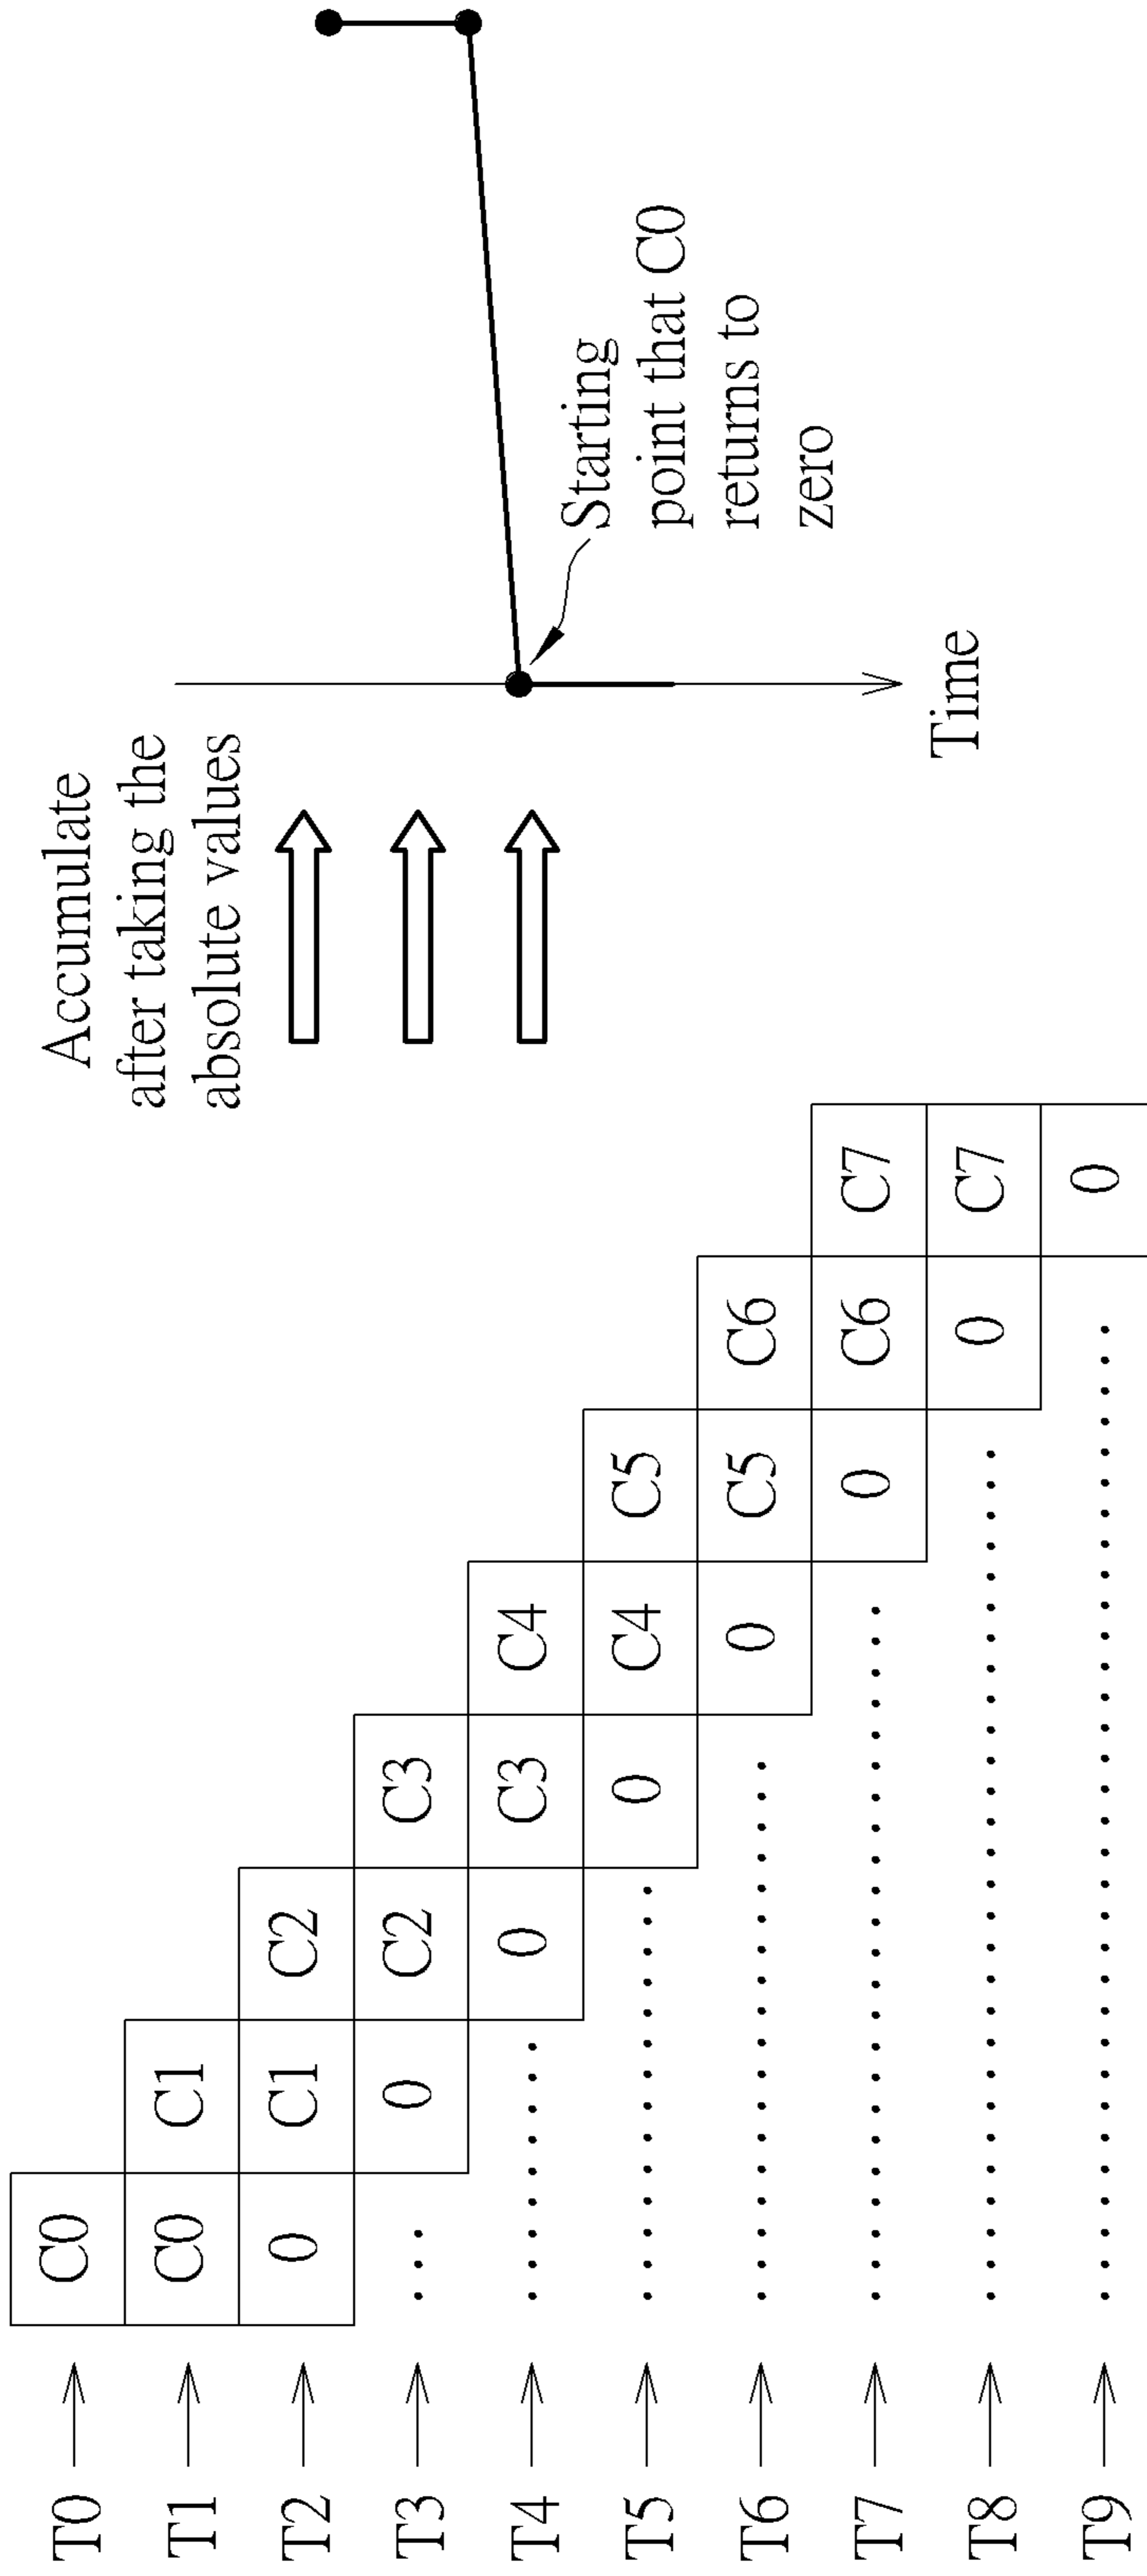 Accumulate
after taking the
absolute values
T0 C0
T1 C0 C1
T2 0 C1 C2
T3 ... 0 C2 C3
T4 ............... 0 C3 C4
T5 .............. 0 C4 C5
T6 .................. 0 C5 C6
T7 ....................... 0 C6 C7
T8 ............................ 0 C7
T9 ................................ 0
Starting
point that C0
returns to
zero
Time